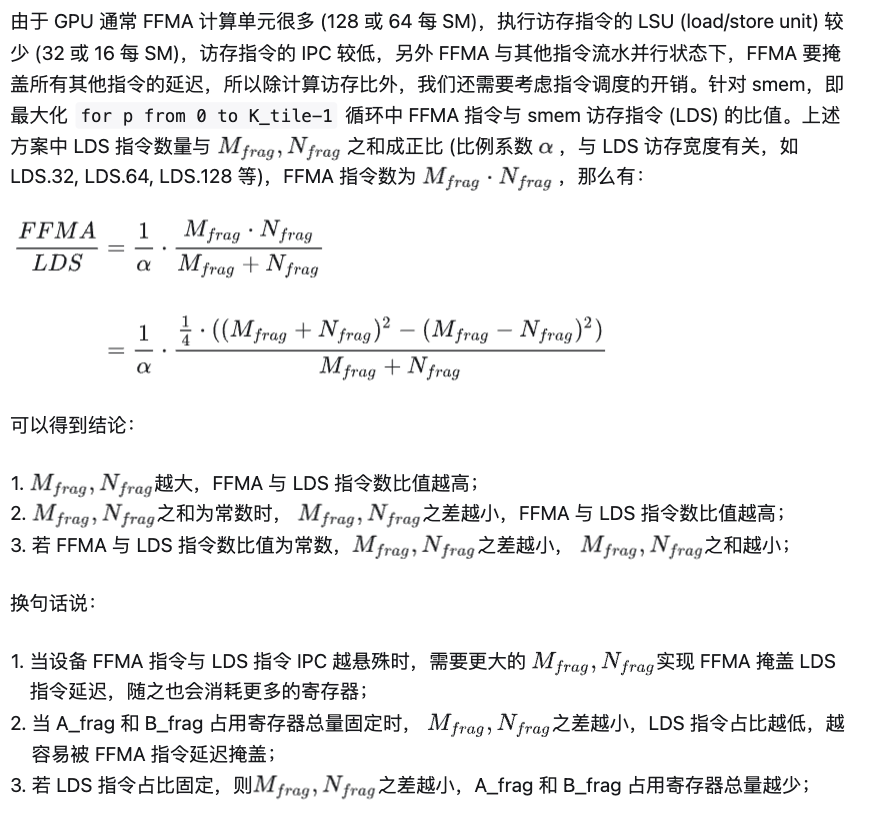 由于 GPU 通常 FFMA 计算单元很多 (128 或 64 每 SM)，执行访存指令的 LSU (load/store unit) 较
少 (32 或 16 每 SM)，访存指令的 IPC 较低，另外 FFMA 与其他指令流水并行状态下，FFMA 要掩
盖所有其他指令的延迟，所以除计算访存比外，我们还需要考虑指令调度的开销。针对 smem，即
最大化 for p from 0 to K_tile-1 循环中 FFMA 指令与 smem 访存指令 (LDS) 的比值。上述
方案中 LDS 指令数量与 M_{frag}, N_{frag} 之和成正比 (比例系数 α，与 LDS 访存宽度有关，如
LDS.32, LDS.64, LDS.128 等)，FFMA 指令数为 M_{frag} · N_{frag}，那么有：
\frac{FFMA}{LDS} = \frac{1}{α} · \frac{M_{frag} · N_{frag}}{M_{frag} + N_{frag}}
= \frac{1}{α} · \frac{\frac{1}{4} · ((M_{frag} + N_{frag})^2 − (M_{frag} − N_{frag})^2)}{M_{frag} + N_{frag}}
可以得到结论：
1. M_{frag}, N_{frag}越大，FFMA 与 LDS 指令数比值越高；
2. M_{frag}, N_{frag}之和为常数时， M_{frag}, N_{frag}之差越小，FFMA 与 LDS 指令数比值越高；
3. 若 FFMA 与 LDS 指令数比值为常数，M_{frag}, N_{frag}之差越小， M_{frag}, N_{frag}之和越小；
换句话说：
1. 当设备 FFMA 指令与 LDS 指令 IPC 越悬殊时，需要更大的 M_{frag}, N_{frag}实现 FFMA 掩盖 LDS
指令延迟，随之也会消耗更多的寄存器；
2. 当 A_frag 和 B_frag 占用寄存器总量固定时， M_{frag}, N_{frag}之差越小，LDS 指令占比越低，越
容易被 FFMA 指令延迟掩盖；
3. 若 LDS 指令占比固定，则M_{frag}, N_{frag}之差越小，A_frag 和 B_frag 占用寄存器总量越少；